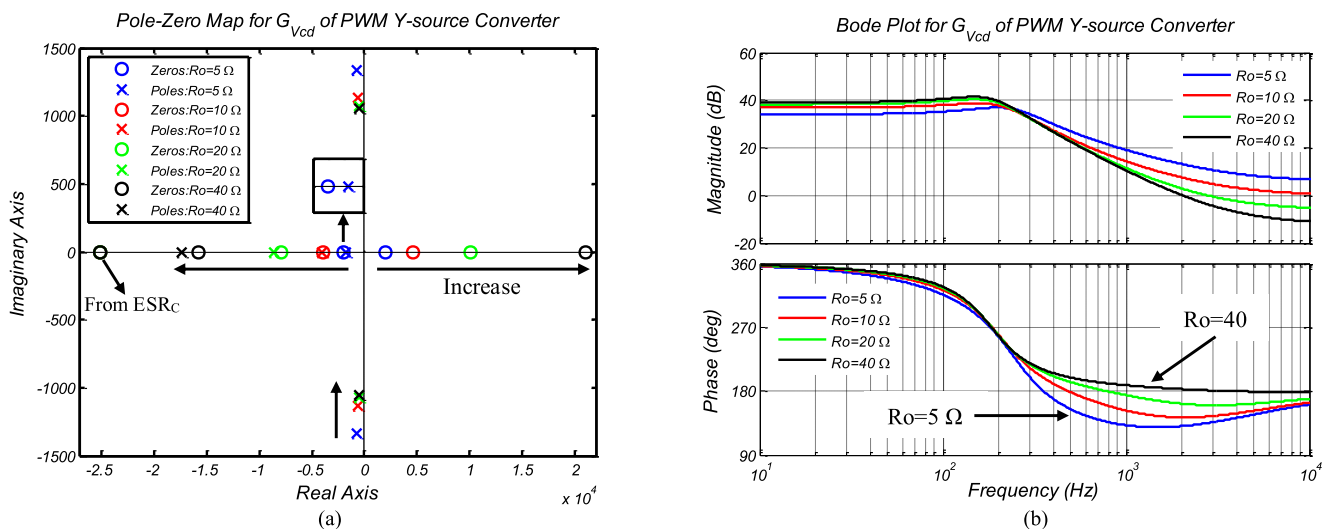 Pole-Zero Map for G_Vcd of PWM Y-source Converter
1500
1000
500
0
-500
-1000
-1500
Imaginary Axis
Zeros:Ro=5 Ω
Poles:Ro=5 Ω
Zeros:Ro=10 Ω
Poles:Ro=10 Ω
Zeros:Ro=20 Ω
Poles:Ro=20 Ω
Zeros:Ro=40 Ω
Poles:Ro=40 Ω
From ESR_C
Increase
-2.5 -2 -1.5 -1 -0.5 0 0.5 1 1.5 2
x 10^4
Real Axis
(a)
Bode Plot for G_Vcd of PWM Y-source Converter
60
40
20
0
-20
Magnitude (dB)
Ro=5 Ω
Ro=10 Ω
Ro=20 Ω
Ro=40 Ω
360
270
180
90
Phase (deg)
Ro=5 Ω
Ro=10 Ω
Ro=20 Ω
Ro=40 Ω
Ro=40
Ro=5 Ω
10^1 10^2 10^3 10^4
Frequency (Hz)
(b)